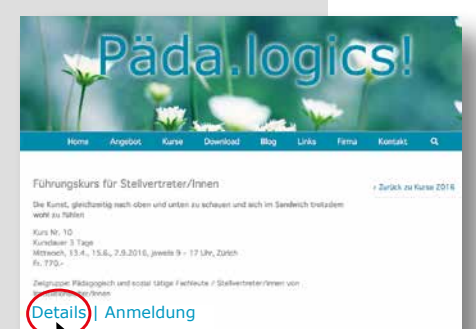 Päda.logics!
Home Angebot Kurse Download Blog Links Firma Kontakt
Führungskurs für Stellvertreter/Innen
› Zurück zu Kurse 2016
Die Kunst, gleichzeitig nach oben und unten zu schauen und sich im Sandwich trotzdem
wohl zu fühlen
Kurs Nr. 10
Kursdauer 3 Tage
Mittwoch, 13.4., 15.6., 7.9.2016, jeweils 9 - 17 Uhr, Zürich
Fr. 770.-
Zielgruppe: Pädagogisch und sozial tätige Fachleute / Stellvertreter/Innen von
Details | Anmeldung